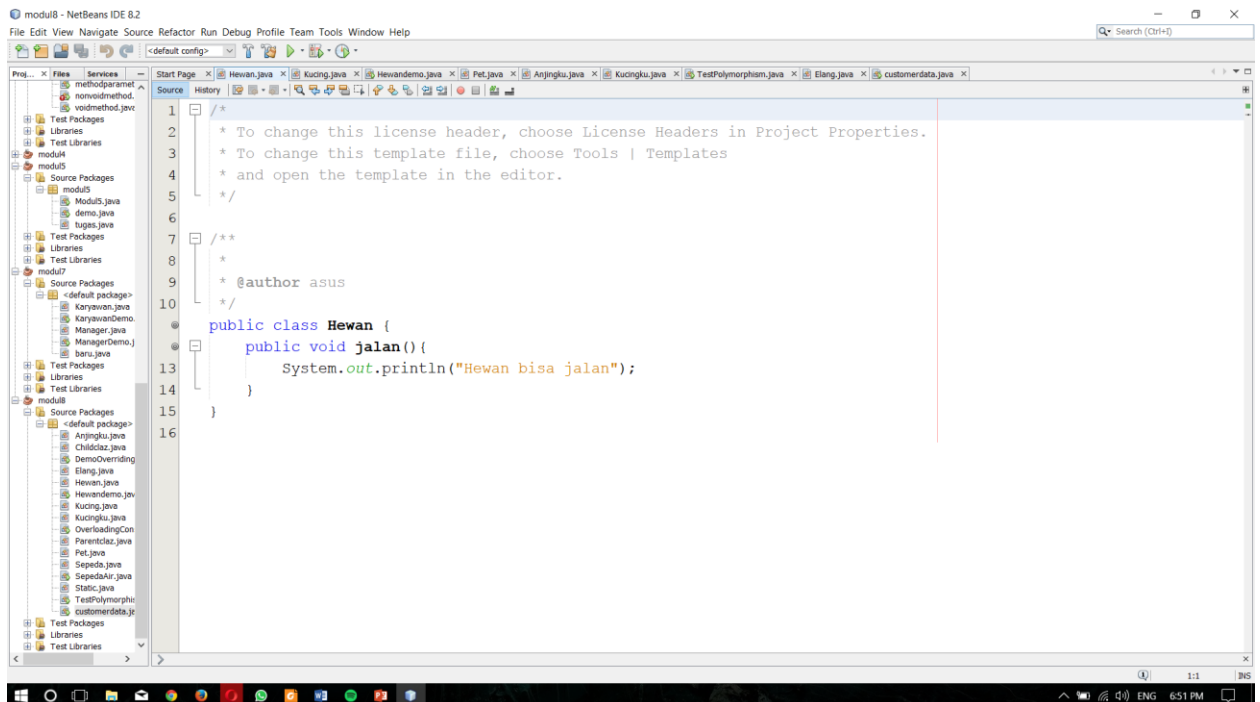 modul8 - NetBeans IDE 8.2
File Edit View Navigate Source Refactor Run Debug Profile Team Tools Window Help
Search (Ctrl+I)
<default config>
Proj... Files Services
Start Page Hewan.java Kucing.java Hewandemo.java Pet.java Anjingku.java Kucingku.java TestPolymorphism.java Elang.java customerdata.java
Source History
methodparamet
nonvoidmethod.
voidmethod.java
Test Packages
Libraries
Test Libraries
modul4
modul5
Source Packages
modul5
Modul5.java
demo.java
tugas.java
Test Packages
Libraries
Test Libraries
modul7
Source Packages
<default package>
Karyawan.java
KaryawanDemo.
Manager.java
ManagerDemo.j
baru.java
Test Packages
Libraries
Test Libraries
modul8
Source Packages
<default package>
Anjingku.java
Childclaz.java
DemoOverriding
Elang.java
Hewan.java
Hewandemo.jav
Kucing.java
Kucingku.java
OverloadingCon
Parentclaz.java
Pet.java
Sepeda.java
SepedaAir.java
Static.java
TestPolymorphis
customerdata.ja
Test Packages
Libraries
Test Libraries
1 /*
2 * To change this license header, choose License Headers in Project Properties.
3 * To change this template file, choose Tools | Templates
4 * and open the template in the editor.
5 */
6
7 /**
8 *
9 * @author asus
10 */
public class Hewan {
public void jalan(){
13 System.out.println("Hewan bisa jalan");
14 }
15 }
16
1:1 INS
ENG 6:51 PM